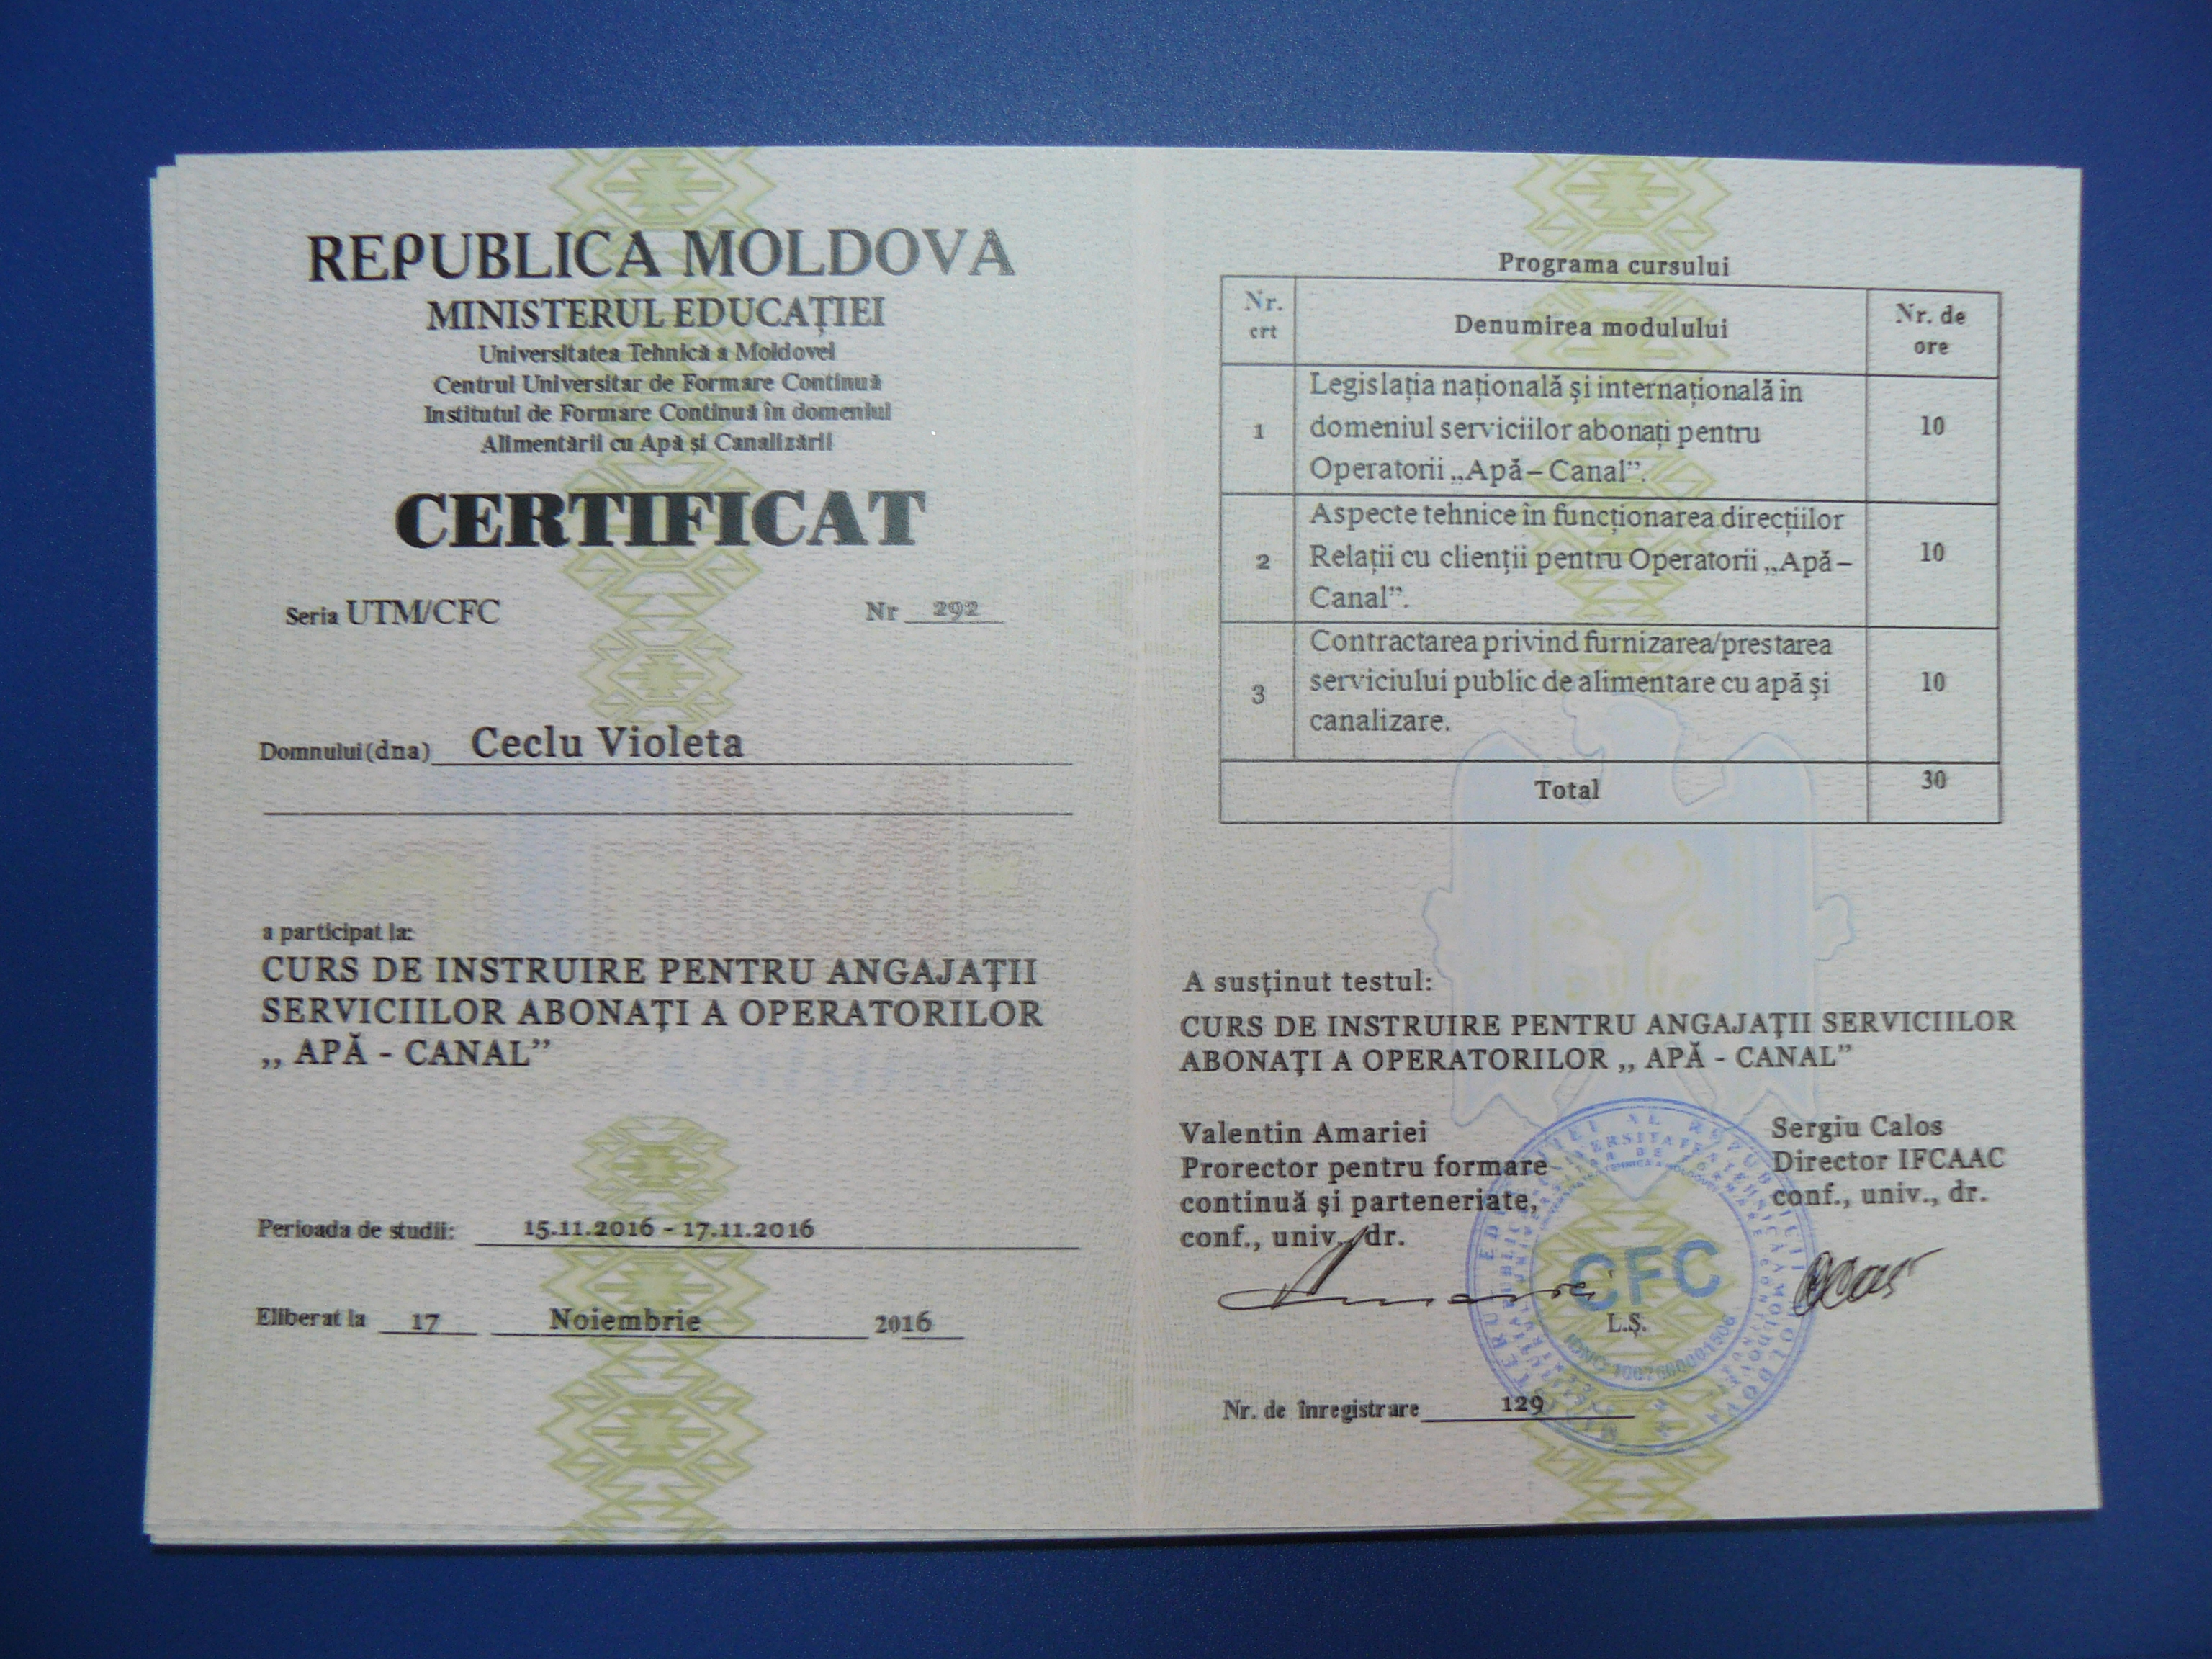 REPUBLICA MOLDOVA
MINISTERUL EDUCAȚIEI
Universitatea Tehnică a Moldovei
Centrul Universitar de Formare Continuă
Institutul de Formare Continuă în domeniul
Alimentării cu Apă și Canalizării
CERTIFICAT
Seria UTM/CFC Nr 292
Domnului(dna) Ceclu Violeta
a participat la:
CURS DE INSTRUIRE PENTRU ANGAJAȚII
SERVICIILOR ABONAȚI A OPERATORILOR
,, APĂ - CANAL”
Perioada de studii: 15.11.2016 - 17.11.2016
Eliberat la 17 Noiembrie 2016
Programa cursului
Nr. crt Denumirea modulului Nr. de ore
1 Legislația națională și internațională in
domeniul serviciilor abonați pentru 10
Operatorii „Apă – Canal”.
Aspecte tehnice în funcționarea direcțiilor
2 Relații cu clienții pentru Operatorii „Apă – 10
Canal”.
Contractarea privind furnizarea/prestarea
3 serviciului public de alimentare cu apă și 10
canalizare.
Total 30
A susținut testul:
CURS DE INSTRUIRE PENTRU ANGAJAȚII SERVICIILOR
ABONAȚI A OPERATORILOR ,, APĂ - CANAL”
Valentin Amariei
Prorector pentru formare
continuă și parteneriate,
conf., univ., dr.
Sergiu Calos
Director IFCAAC
conf., univ., dr.
CFC
L.Ș.
Nr. de înregistrare 129